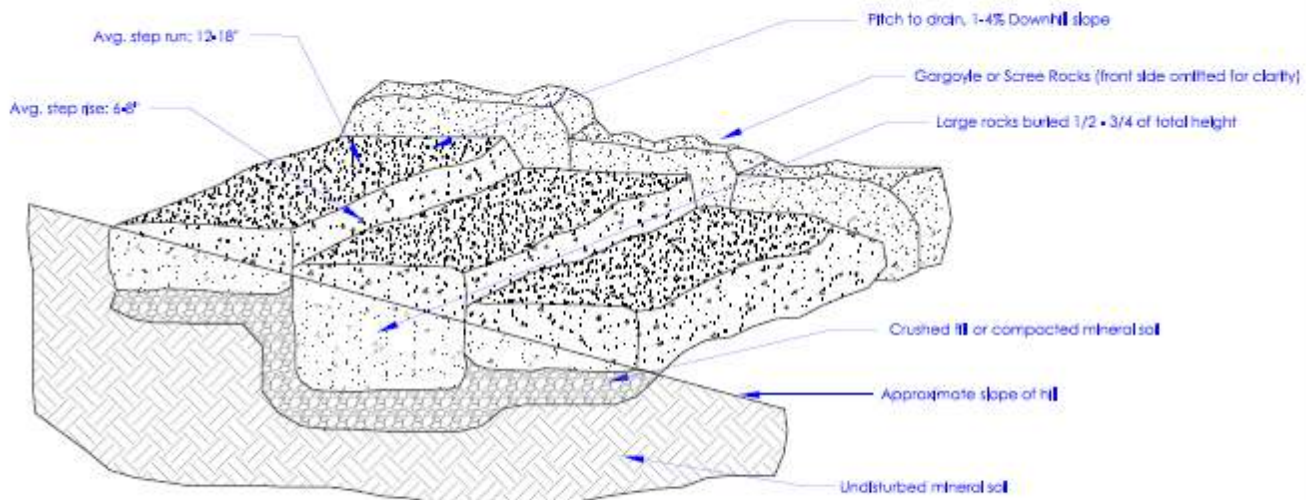 Pitch to drain, 1-4% Downhill slope
Avg. step run: 12-18"
Gargoyle or Scree Rocks (front side omitted for clarity)
Avg. step rise: 6-8"
Large rocks buried 1/2 - 3/4 of total height
Crushed fill or compacted mineral soil
Approximate slope of hill
Undisturbed mineral soil